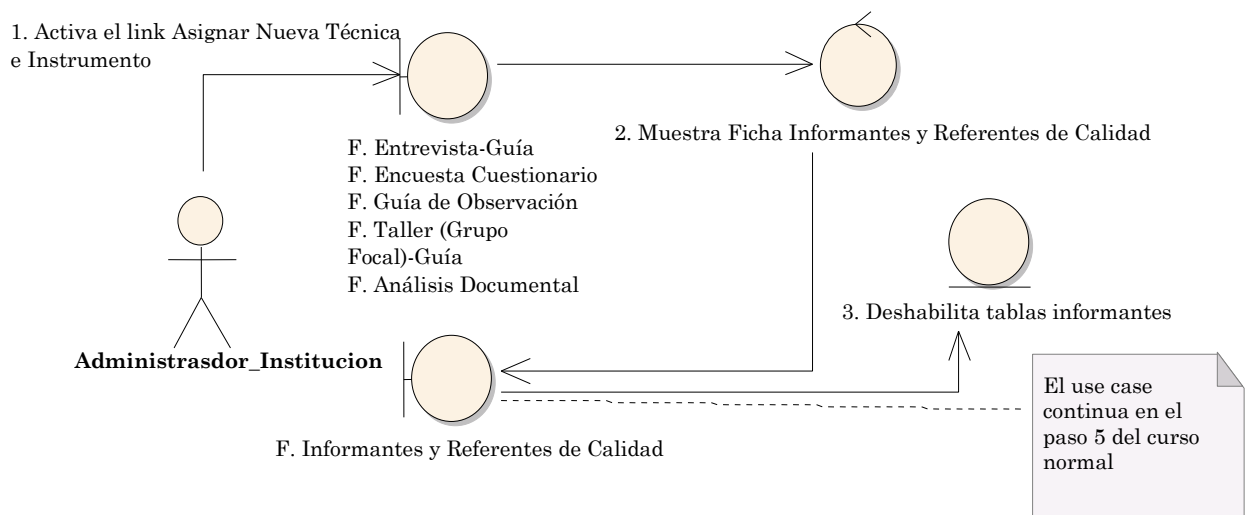 1. Activa el link Asignar Nueva Técnica
e Instrumento
2. Muestra Ficha Informantes y Referentes de Calidad
F. Entrevista-Guía
F. Encuesta Cuestionario
F. Guía de Observación
F. Taller (Grupo
Focal)-Guía
F. Análisis Documental
3. Deshabilita tablas informantes
Administrasdor_Institucion
El use case
continua en el
paso 5 del curso
normal
F. Informantes y Referentes de Calidad